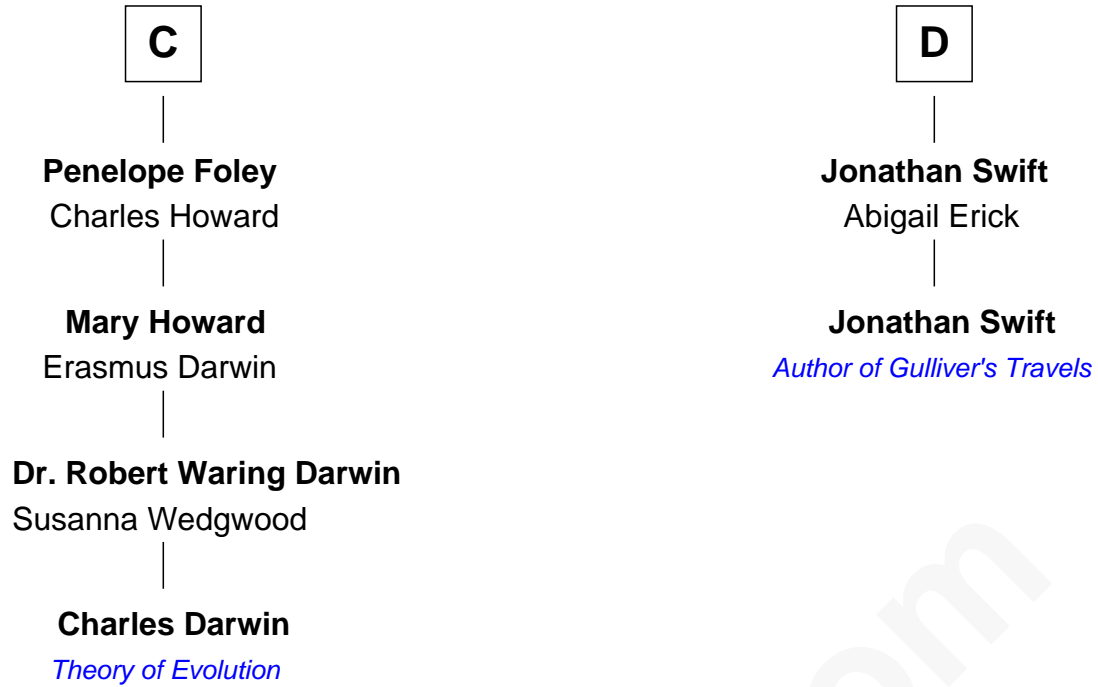 C
Penelope Foley
Charles Howard
Mary Howard
Erasmus Darwin
Dr. Robert Waring Darwin
Susanna Wedgwood
Charles Darwin
Theory of Evolution
D
Jonathan Swift
Abigail Erick
Jonathan Swift
Author of Gulliver's Travels
om